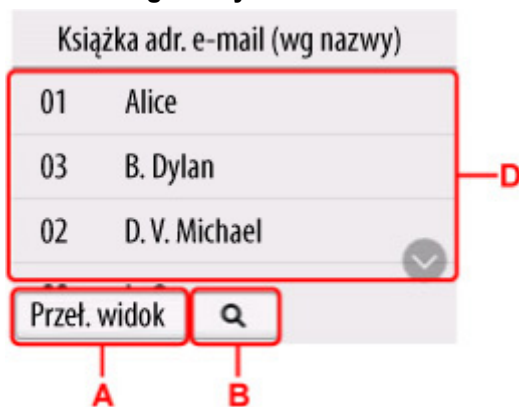 Książka adr. e-mail (wg nazwy)
01 Alice
03 B. Dylan
02 D. V. Michael
Przeł. widok
D
A
B